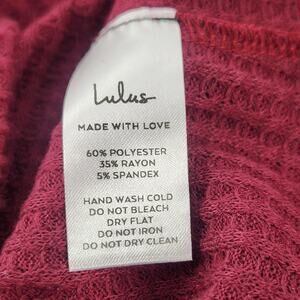 Lulus
MADE WITH LOVE
60% POLYESTER
35% RAYON
5% SPANDEX
HAND WASH COLD
DO NOT BLEACH
DRY FLAT
DO NOT IRON
DO NOT DRY CLEAN